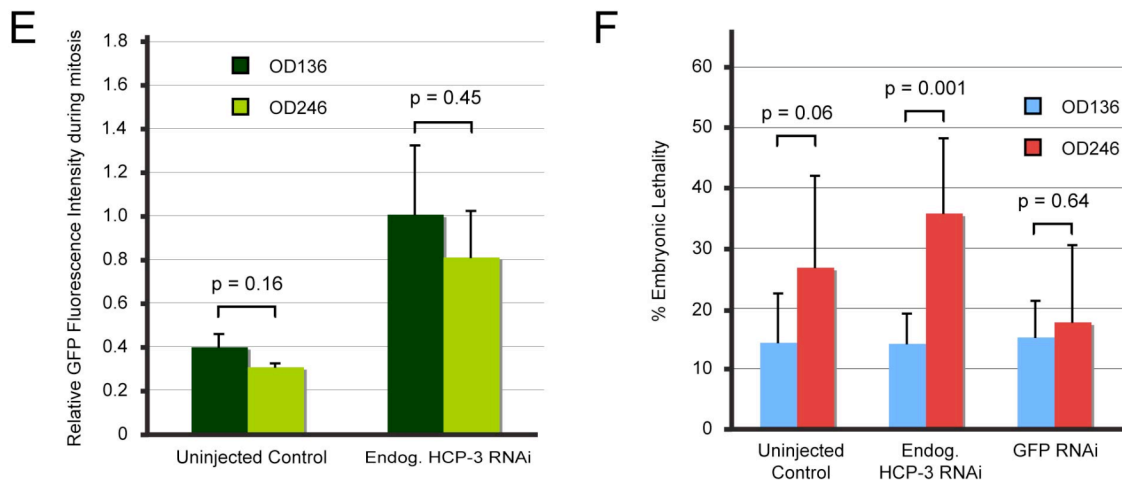 E
Relative GFP Fluorescence Intensity during mitosis
1.8
1.6
1.4
1.2
1.0
0.8
0.6
0.4
0.2
0
OD136
OD246
p = 0.45
p = 0.16
Uninjected Control
Endog. HCP-3 RNAi
F
% Embryonic Lethality
60
50
40
30
20
10
0
p = 0.001
p = 0.06
OD136
OD246
p = 0.64
Uninjected
Control
Endog.
HCP-3 RNAi
GFP RNAi